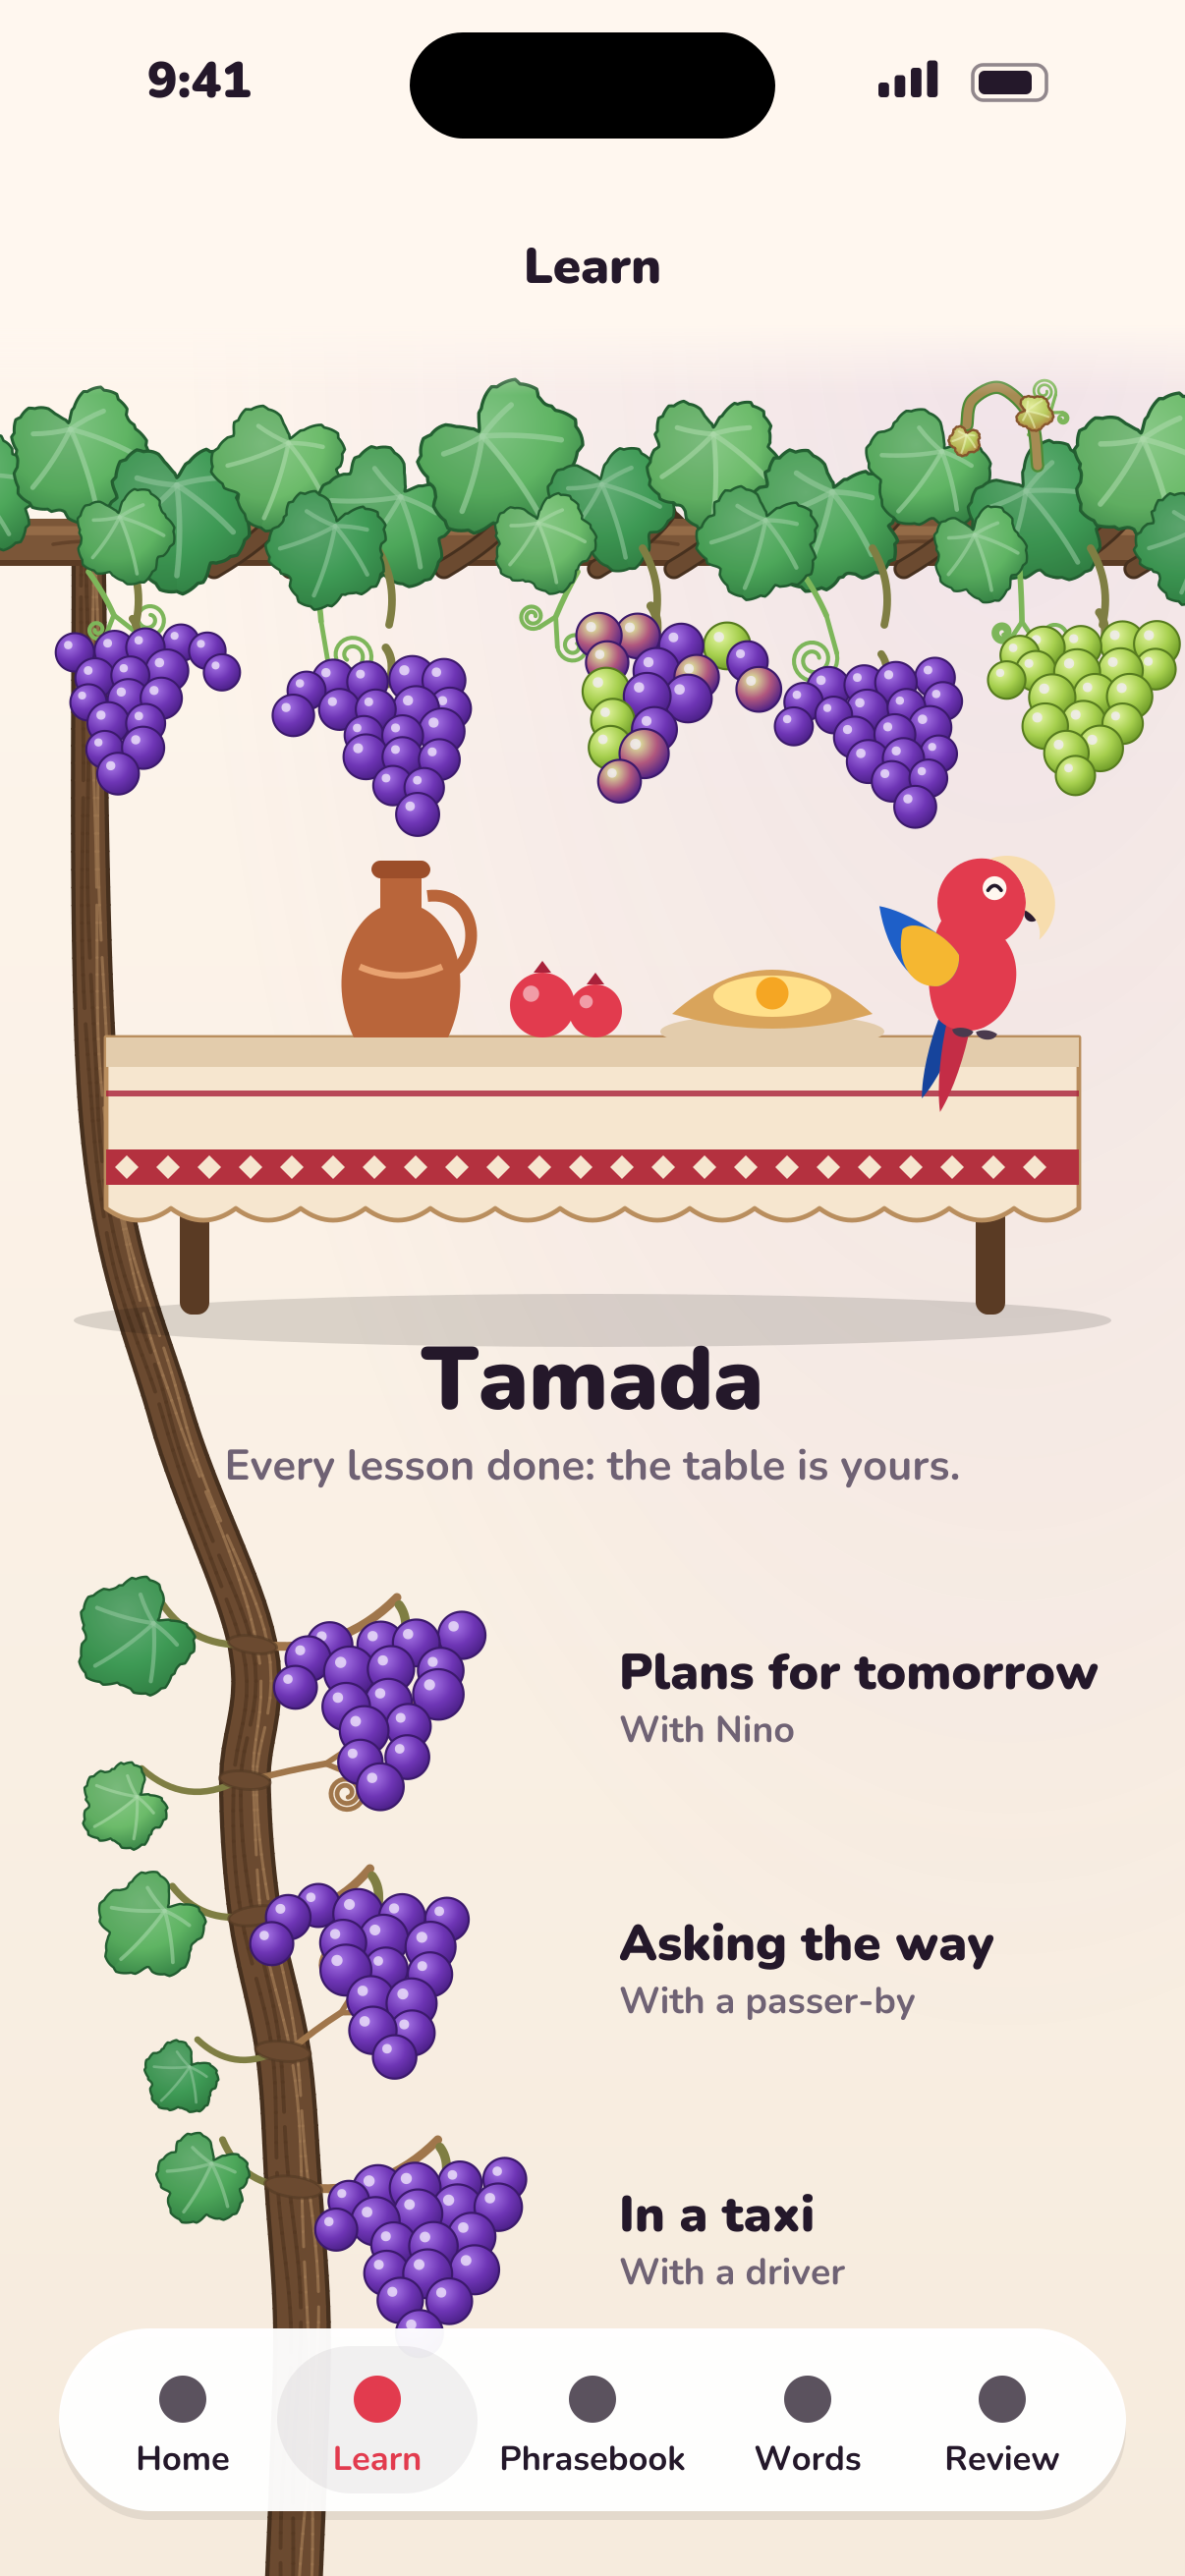 9:41
Learn
Tamada
Every lesson done: the table is yours.
Plans for tomorrow
With Nino
Asking the way
With a passer-by
In a taxi
With a driver
Home
Learn
Phrasebook
Words
Review